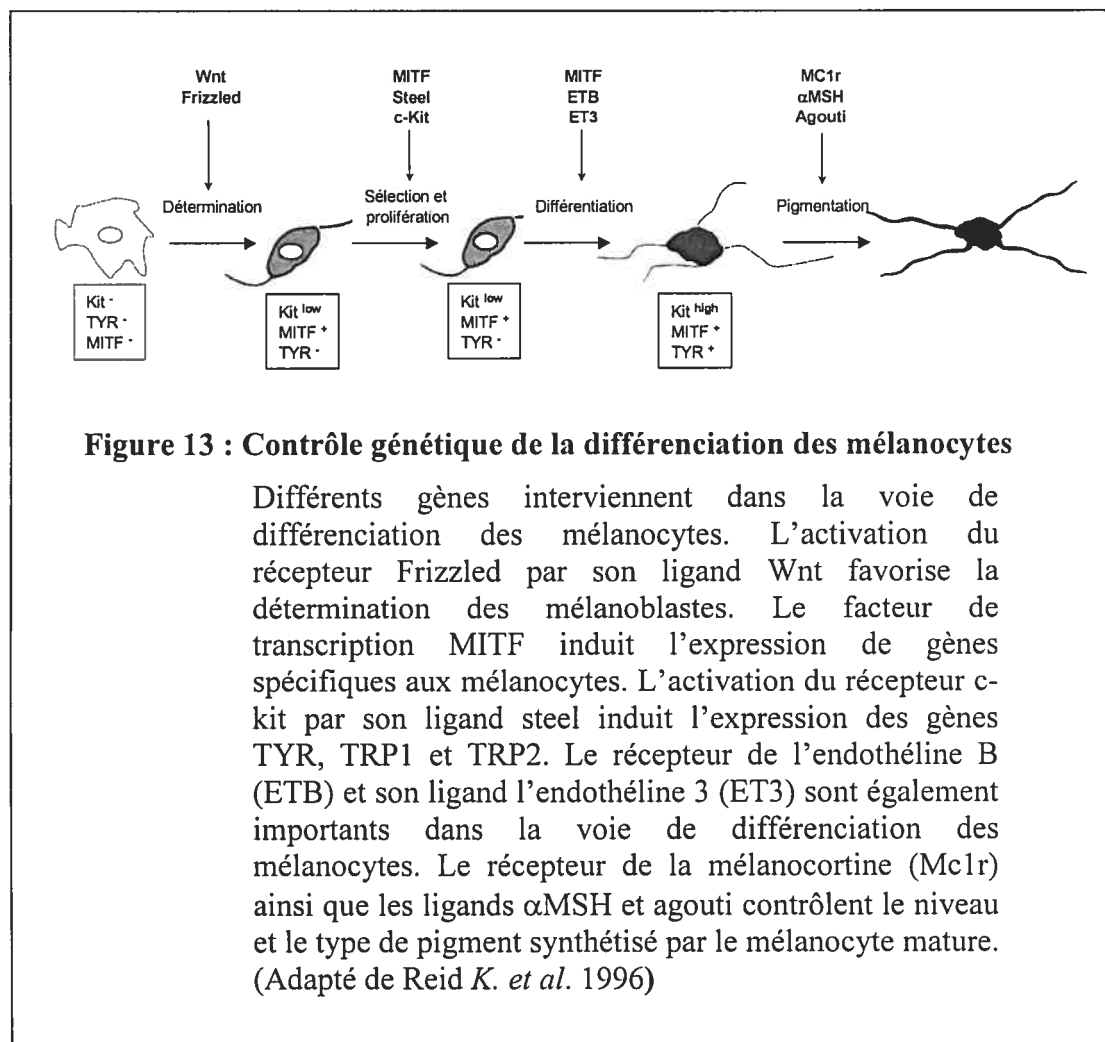 Wnt
Frizzled
MITF
Steel
c-Kit
MITF
ETB
ET3
MC1r
αMSH
Agouti
Détermination
Sélection et
prolifération
Différentiation
Pigmentation
Kit -
TYR -
MITF -
Kit low
MITF +
TYR -
Kit low
MITF +
TYR -
Kit high
MITF +
TYR +
Figure 13 : Contrôle génétique de la différenciation des mélanocytes
Différents gènes interviennent dans la voie de
différenciation des mélanocytes. L'activation du
récepteur Frizzled par son ligand Wnt favorise la
détermination des mélanoblastes. Le facteur de
transcription MITF induit l'expression de gènes
spécifiques aux mélanocytes. L'activation du récepteur c-
kit par son ligand steel induit l'expression des gènes
TYR, TRP1 et TRP2. Le récepteur de l'endothéline B
(ETB) et son ligand l'endothéline 3 (ET3) sont également
importants dans la voie de différenciation des
mélanocytes. Le récepteur de la mélanocortine (Mc1r)
ainsi que les ligands αMSH et agouti contrôlent le niveau
et le type de pigment synthétisé par le mélanocyte mature.
(Adapté de Reid K. et al. 1996)